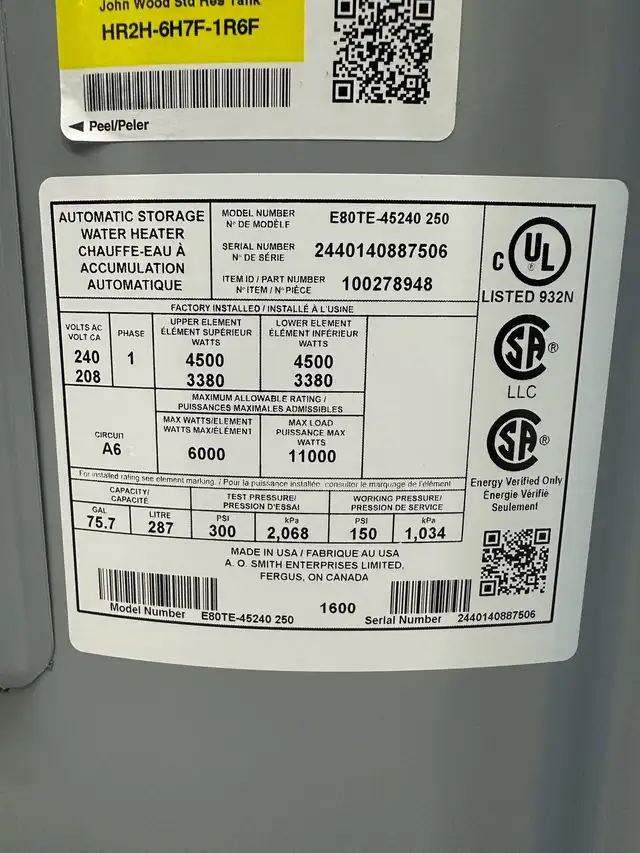 John Wood Std Res Tank
HR2H-6H7F-1R6F
◄ Peel/Peler
AUTOMATIC STORAGE
WATER HEATER
CHAUFFE-EAU À
ACCUMULATION
AUTOMATIQUE
MODEL NUMBER
N° DE MODÈLE
E80TE-45240 250
SERIAL NUMBER
N° DE SÉRIE
2440140887506
ITEM ID / PART NUMBER
N° ITEM / N° PIÈCE
100278948
C UL ®
LISTED 932N
FACTORY INSTALLED / INSTALLÉ À L'USINE
VOLTS AC
VOLT CA
240
208
PHASE
1
UPPER ELEMENT
ÉLÉMENT SUPÉRIEUR
WATTS
4500
3380
LOWER ELEMENT
ÉLÉMENT INFÉRIEUR
WATTS
4500
3380
SA ®
LLC
MAXIMUM ALLOWABLE RATING /
PUISSANCES MAXIMALES ADMISSIBLES
CIRCUIT
A6
MAX WATTS/ELEMENT
WATTS MAX/ÉLÉMENT
6000
MAX LOAD
PUISSANCE MAX
WATTS
11000
SA ®
Energy Verified Only
Énergie Vérifié
Seulement
For installed rating see element marking. / Pour la puissance installée, consulter le marquage de l'élément
CAPACITY/
CAPACITÉ
GAL
75.7
LITRE
287
TEST PRESSURE/
PRESSION D'ESSAI
PSI
300
kPa
2,068
WORKING PRESSURE/
PRESSION DE SERVICE
PSI
150
kPa
1,034
MADE IN USA / FABRIQUE AU USA
A. O. SMITH ENTERPRISES LIMITED,
FERGUS, ON CANADA
1600
Model Number E80TE-45240 250
Serial Number 2440140887506